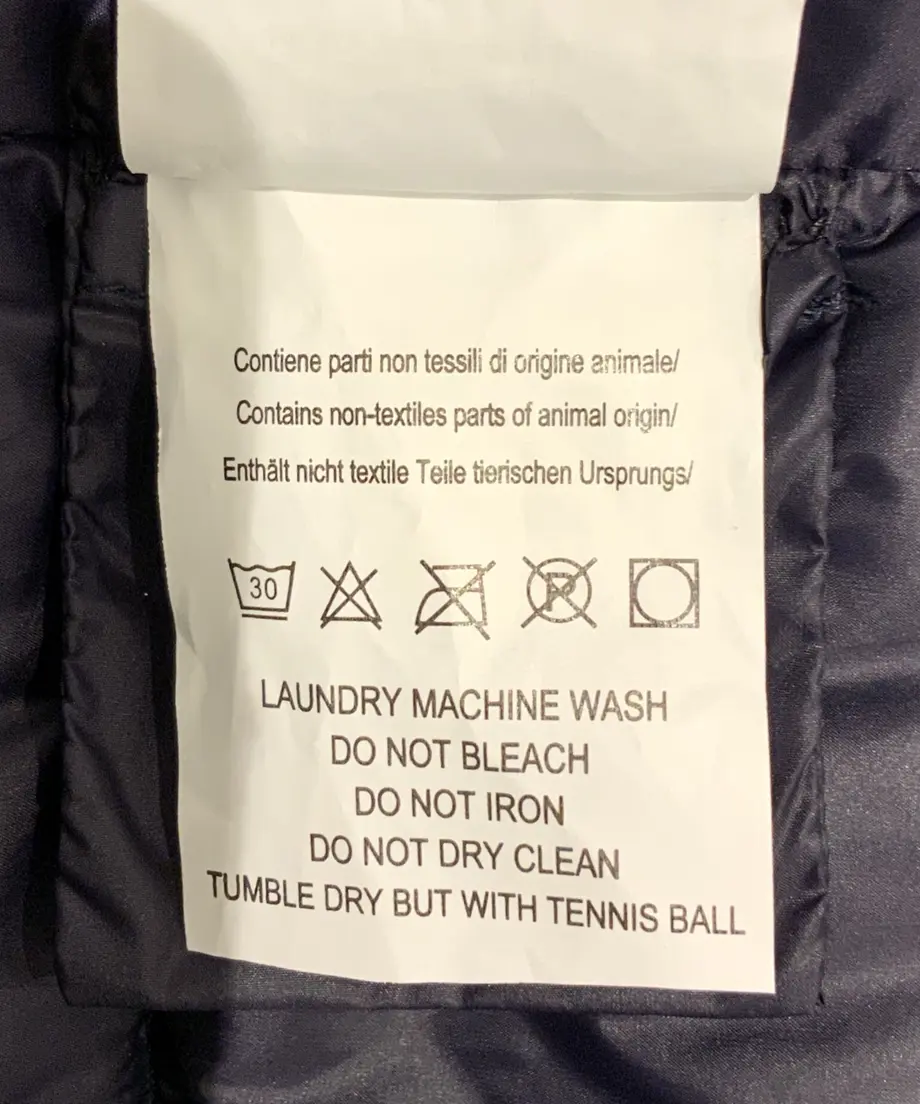 Contiene parti non tessili di origine animale/
Contains non-textiles parts of animal origin/
Enthält nicht textile Teile tierischen Ursprungs/
30 P
LAUNDRY MACHINE WASH
DO NOT BLEACH
DO NOT IRON
DO NOT DRY CLEAN
TUMBLE DRY BUT WITH TENNIS BALL